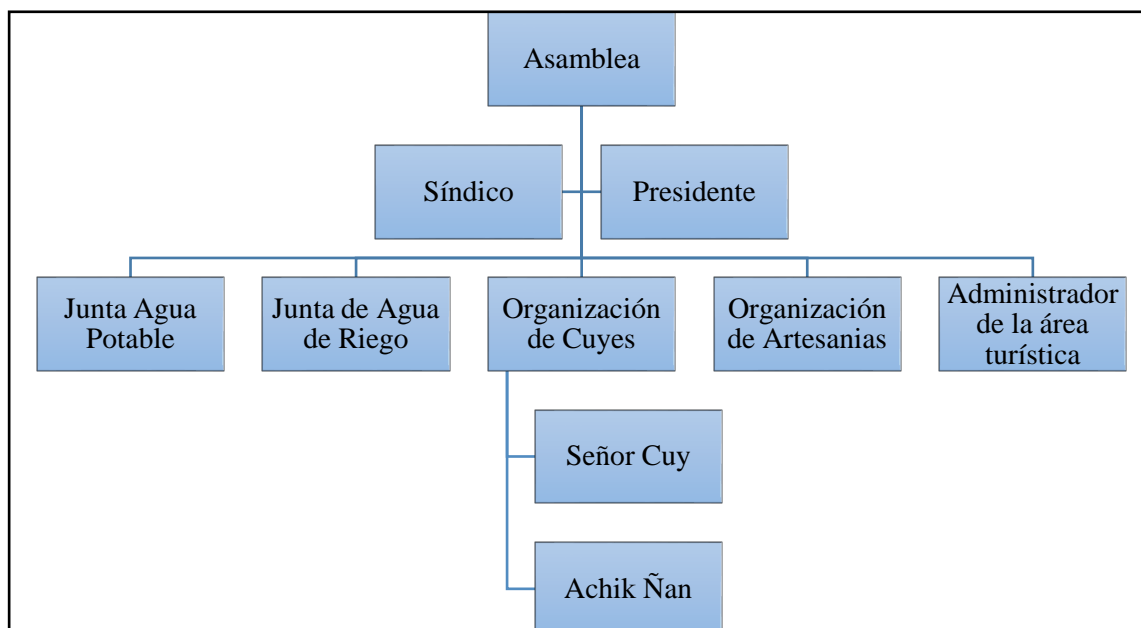 Asamblea
Síndico
Presidente
Junta Agua
Potable
Junta de Agua
de Riego
Organización
de Cuyes
Organización
de Artesanias
Administrador
de la área
turística
Señor Cuy
Achik Ñan